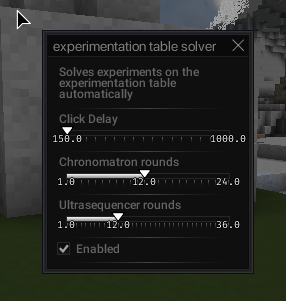 experimentation table solver
Solves experiments on the
experimentation table
automatically
Click Delay
150.0 1000.0
Chronomatron rounds
1.0 12.0 24.0
Ultrasequencer rounds
1.0 12.0 36.0
Enabled